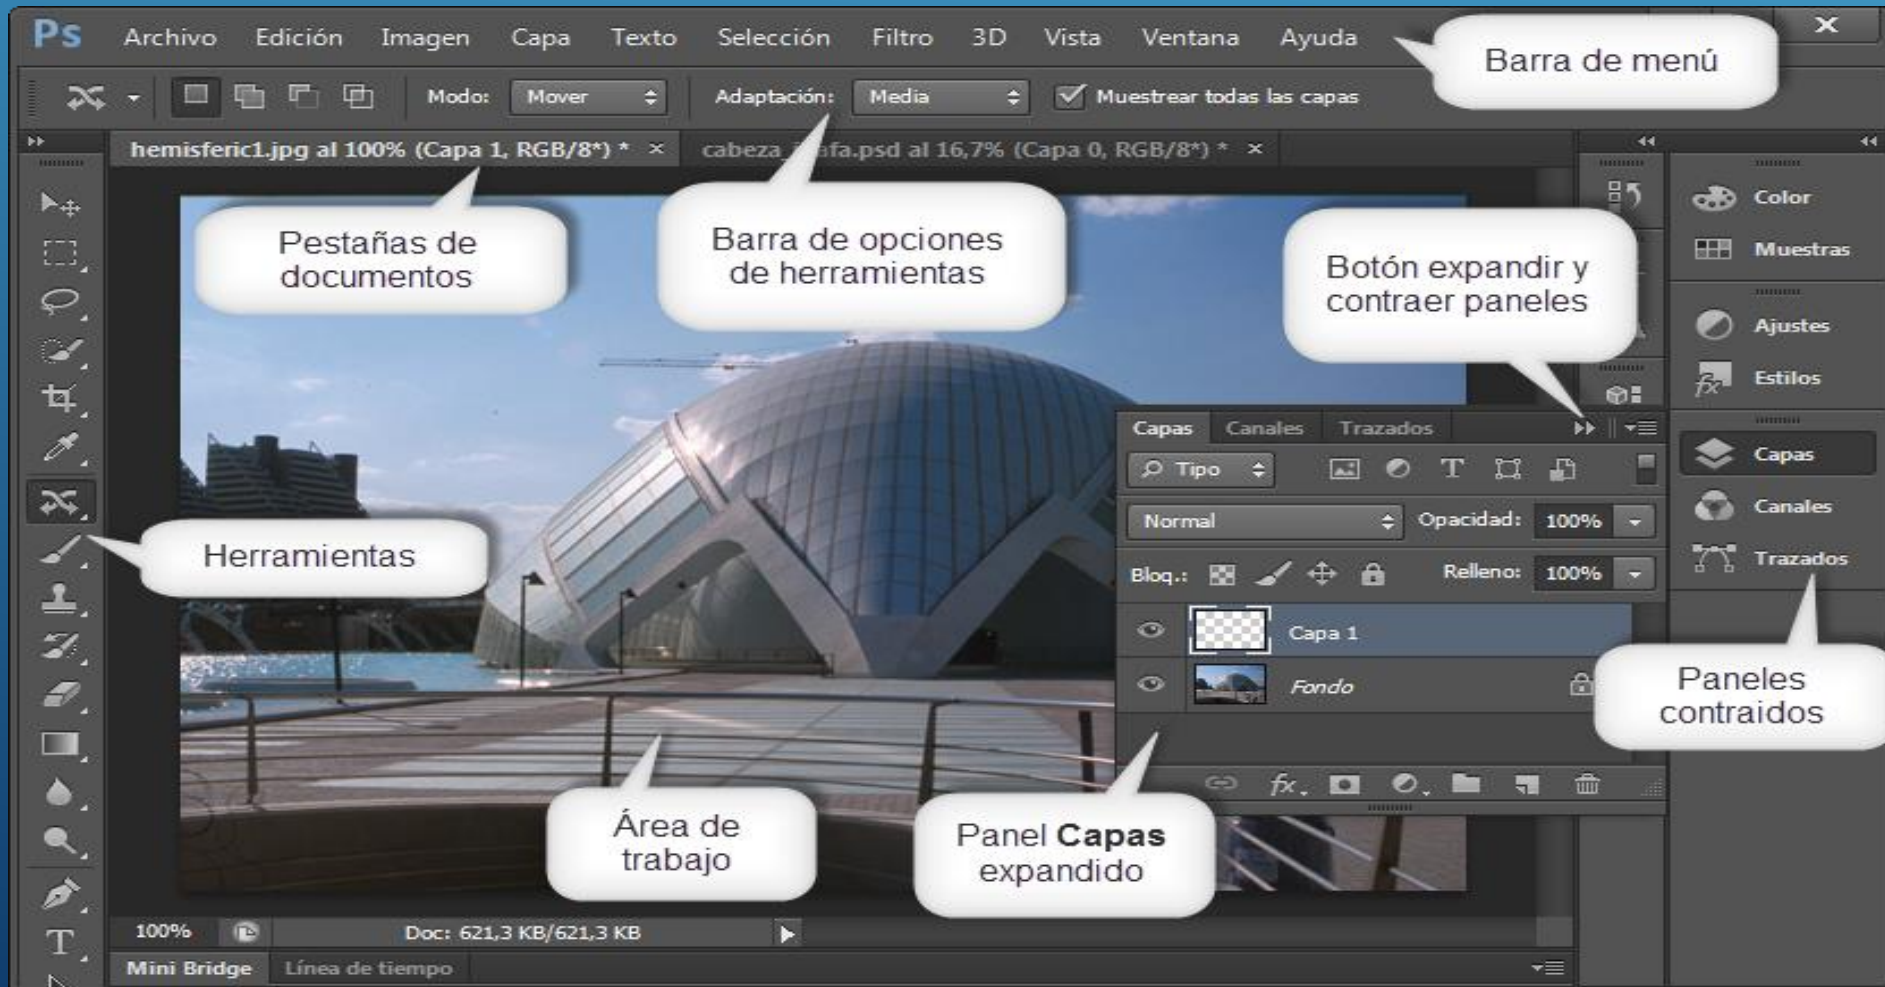 Ps Archivo Edición Imagen Capa Texto Selección Filtro 3D Vista Ventana Ayuda
Barra de menú
Modo: Mover Adaptación: Media Muestrear todas las capas
hemisferic1.jpg al 100% (Capa 1, RGB/8*) * × al 16,7% (Capa 0, RGB/8*) * ×
Pestañas de
documentos
Barra de opciones
de herramientas
Botón expandir y
contraer paneles
Color
Muestras
Ajustes
Estilos
Capas
Canales
Trazados
Capas Canales Trazados
Tipo
Normal Opacidad: 100%
Bloq.: Relleno: 100%
Capa 1
Fondo
Herramientas
Paneles
contraidos
Área de
trabajo
Panel Capas
expandido
100% Doc: 621,3 KB/621,3 KB
Mini Bridge Línea de tiempo